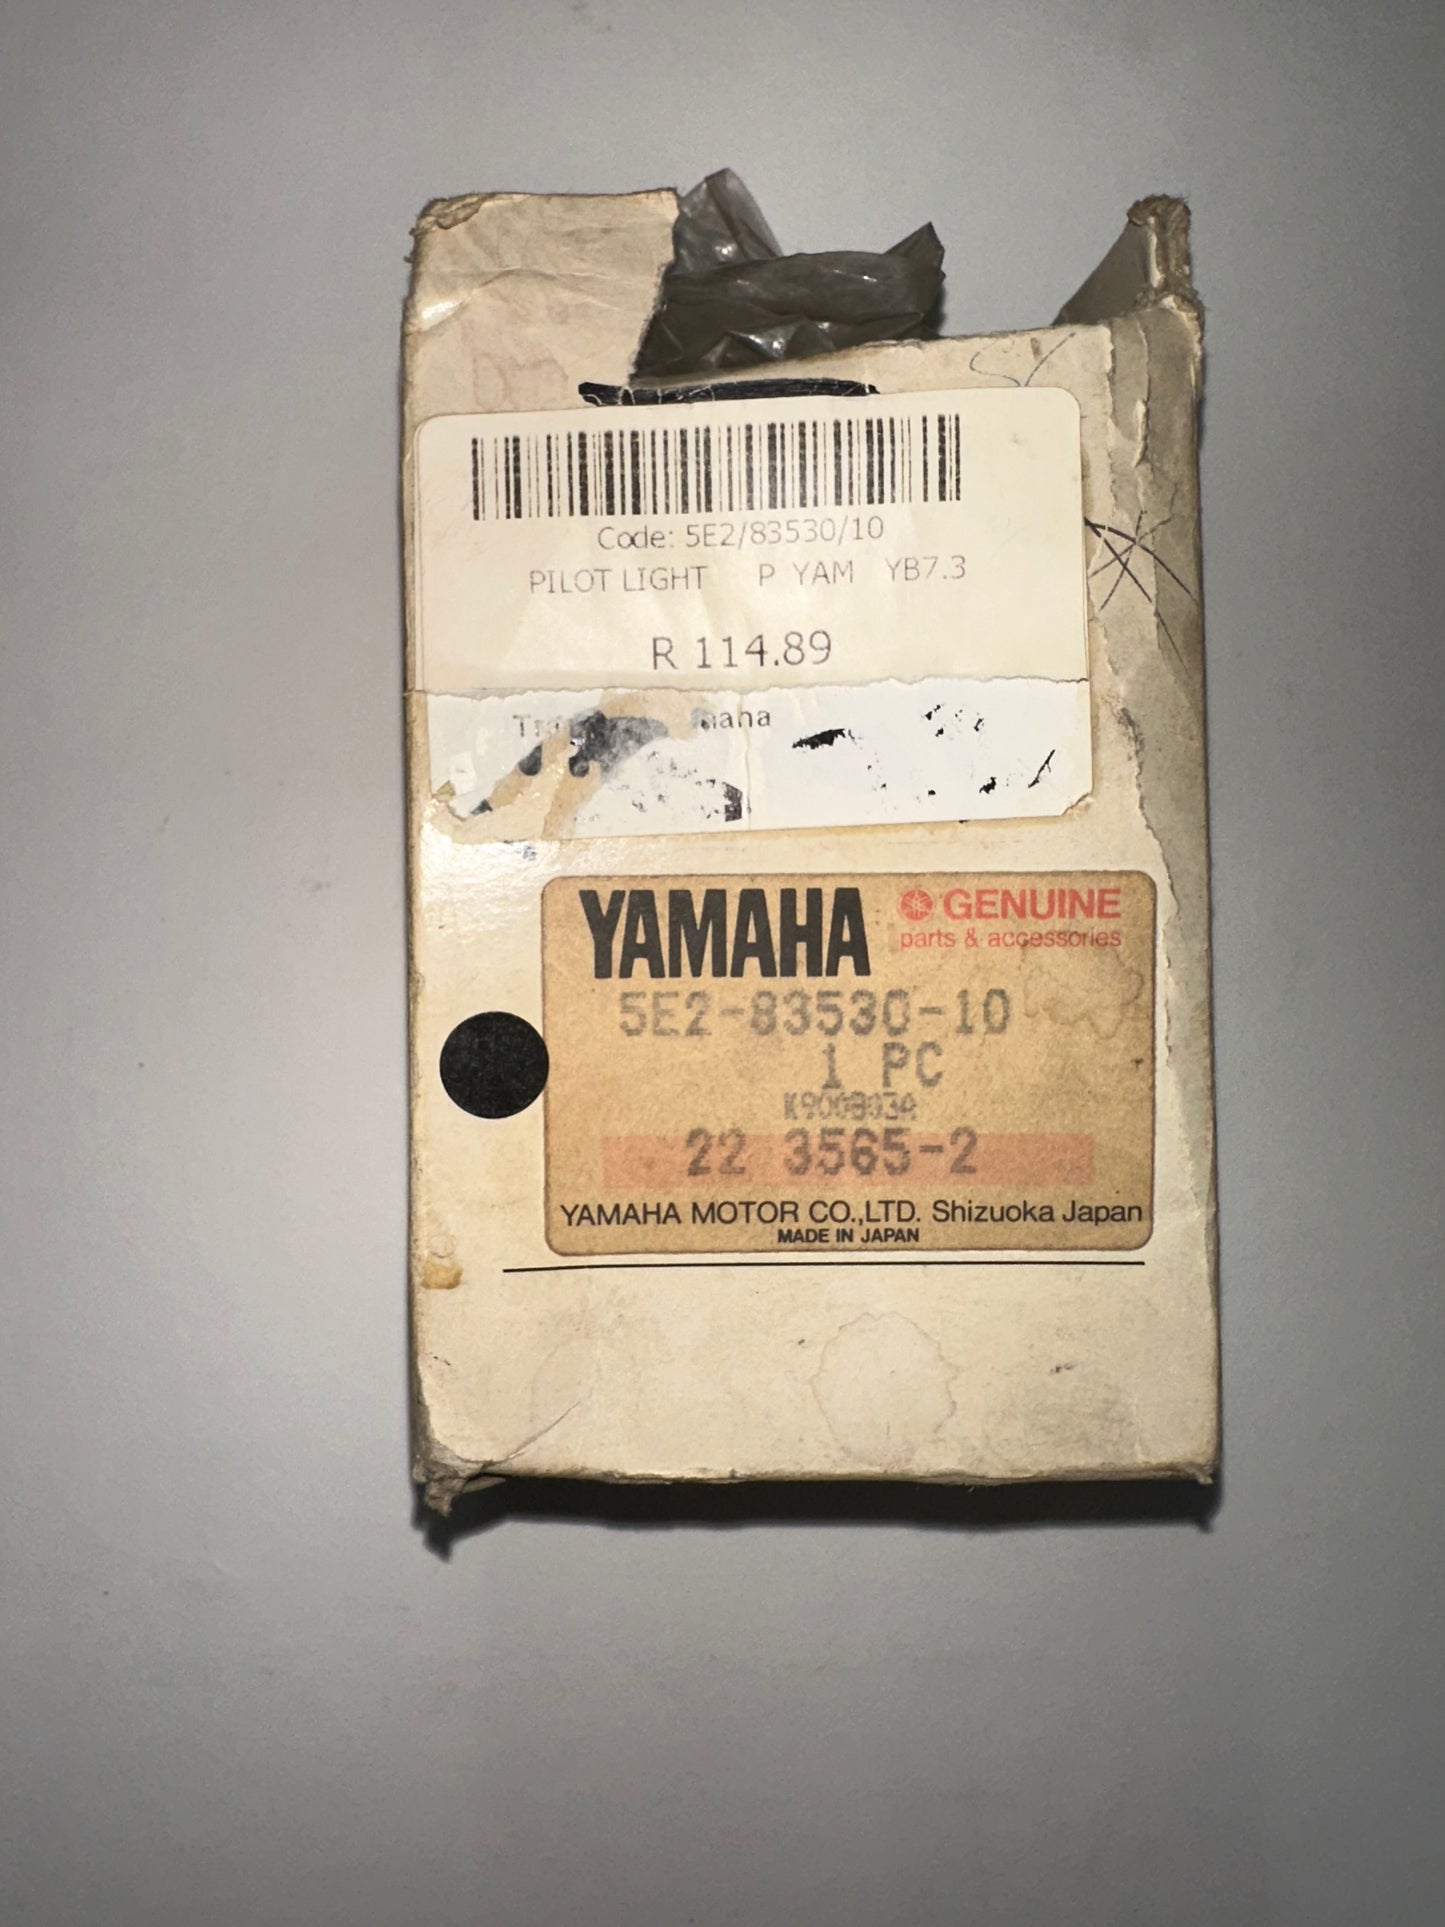 Code: 5E2/83530/10
PILOT LIGHT P YAM YB7.3
R 114.89
YAMAHA GENUINE
parts & accessories
5E2-83530-10
1 PC
K900803A
22 3565-2
YAMAHA MOTOR CO.,LTD. Shizuoka Japan
MADE IN JAPAN